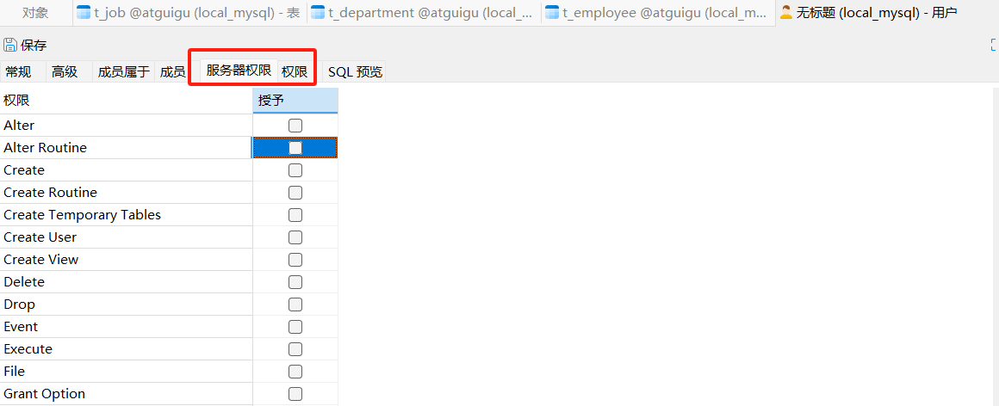 对象 t_job @atguigu (local_mysql) - 表 t_department @atguigu (local_... t_employee @atguigu (local_m... 无标题 (local_mysql) - 用户
保存
常规 高级 成员属于 成员 服务器权限 权限 SQL 预览
权限 授予
Alter
Alter Routine
Create
Create Routine
Create Temporary Tables
Create User
Create View
Delete
Drop
Event
Execute
File
Grant Option